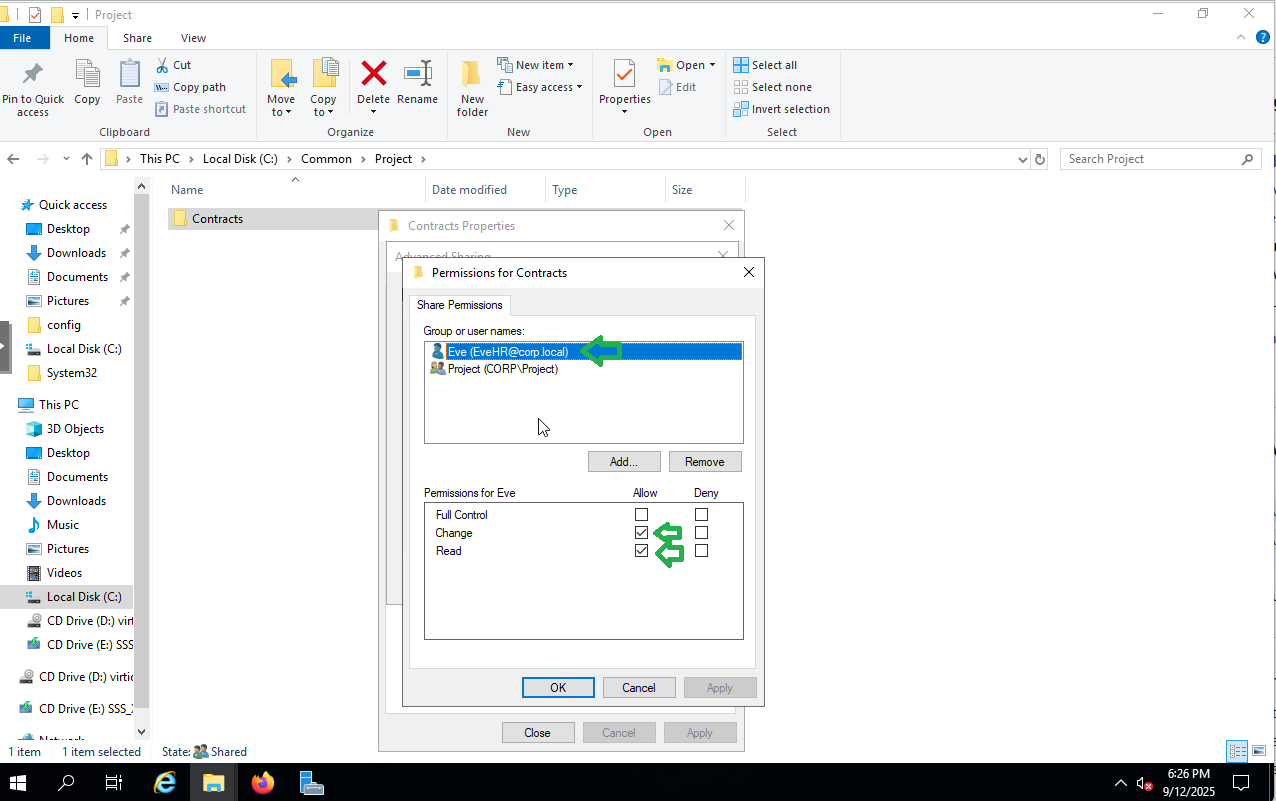 Project
File Home Share View
Pin to Quick access
Copy
Paste
Cut
Copy path
Paste shortcut
Clipboard
Move to
Copy to
Delete
Rename
Organize
New folder
New item
Easy access
New
Properties
Open
Edit
Open
Select all
Select none
Invert selection
Select
This PC > Local Disk (C:) > Common > Project >
Search Project
Name Date modified Type Size
Contracts
Quick access
Desktop
Downloads
Documents
Pictures
config
Local Disk (C:)
System32
This PC
3D Objects
Desktop
Documents
Downloads
Music
Pictures
Videos
Local Disk (C:)
CD Drive (D:) virti
CD Drive (E:) SSS
CD Drive (D:) virtio
CD Drive (E:) SSS_X
Network
Contracts Properties
Advanced Sharing
Permissions for Contracts
Share Permissions
Group or user names:
Eve (EveHR@corp.local)
Project (CORP\Project)
Add... Remove
Permissions for Eve Allow Deny
Full Control
Change
Read
OK Cancel Apply
Close Cancel Apply
1 item 1 item selected State: Shared
6:26 PM
9/12/2025